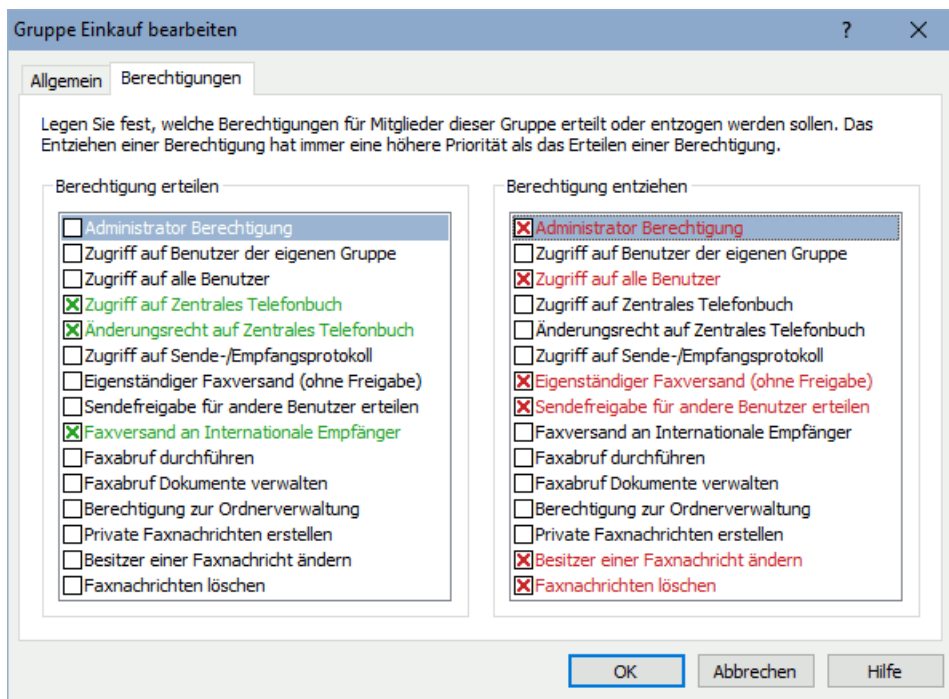 Gruppe Einkauf bearbeiten ?
Allgemein Berechtigungen
Legen Sie fest, welche Berechtigungen für Mitglieder dieser Gruppe erteilt oder entzogen werden sollen. Das
Entziehen einer Berechtigung hat immer eine höhere Priorität als das Erteilen einer Berechtigung.
Berechtigung erteilen
Administrator Berechtigung
Zugriff auf Benutzer der eigenen Gruppe
Zugriff auf alle Benutzer
Zugriff auf Zentrales Telefonbuch
Änderungsrecht auf Zentrales Telefonbuch
Zugriff auf Sende-/Empfangsprotokoll
Eigenständiger Faxversand (ohne Freigabe)
Sendefreigabe für andere Benutzer erteilen
Faxversand an Internationale Empfänger
Faxabruf durchführen
Faxabruf Dokumente verwalten
Berechtigung zur Ordnerverwaltung
Private Faxnachrichten erstellen
Besitzer einer Faxnachricht ändern
Faxnachrichten löschen
Berechtigung entziehen
Administrator Berechtigung
Zugriff auf Benutzer der eigenen Gruppe
Zugriff auf alle Benutzer
Zugriff auf Zentrales Telefonbuch
Änderungsrecht auf Zentrales Telefonbuch
Zugriff auf Sende-/Empfangsprotokoll
Eigenständiger Faxversand (ohne Freigabe)
Sendefreigabe für andere Benutzer erteilen
Faxversand an Internationale Empfänger
Faxabruf durchführen
Faxabruf Dokumente verwalten
Berechtigung zur Ordnerverwaltung
Private Faxnachrichten erstellen
Besitzer einer Faxnachricht ändern
Faxnachrichten löschen
OK Abbrechen Hilfe